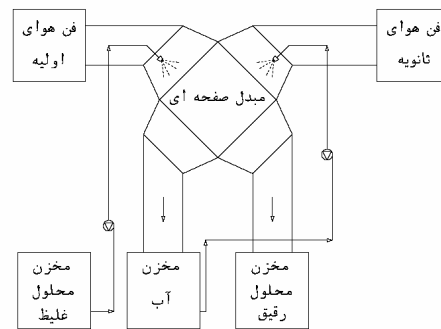 فن هوای
اولیه
فن هوای
ثانویه
مبدل صفحه ای
مخزن
محلول
غلیظ
مخزن
آب
مخزن
محلول
رقیق